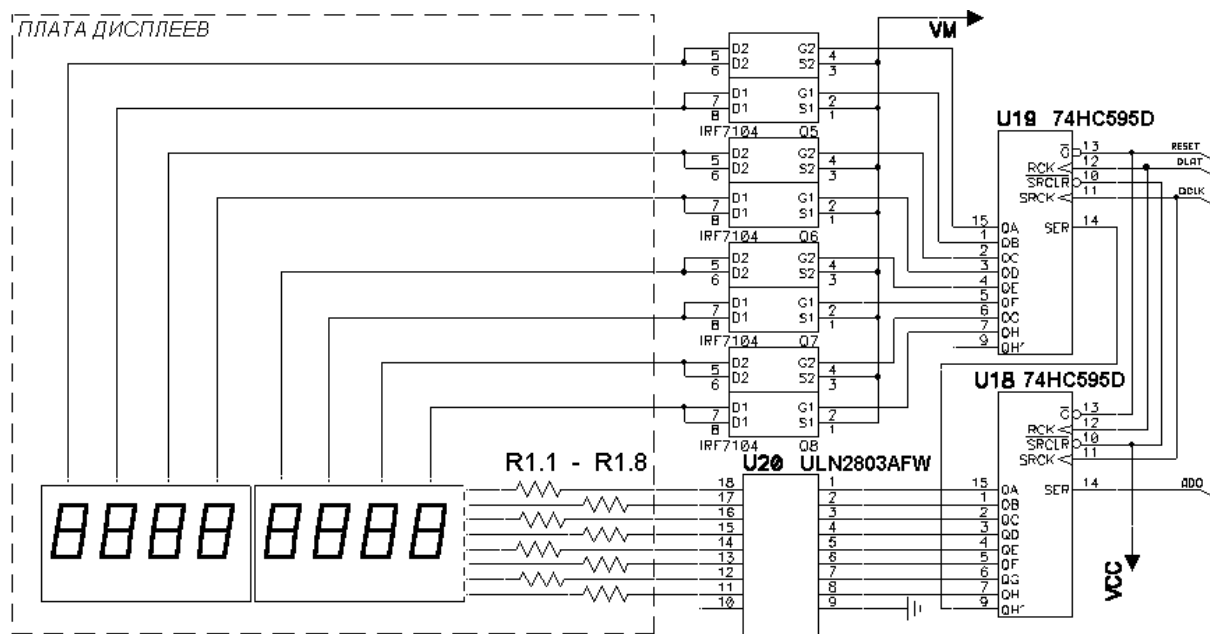 ПЛАТА ДИСПЛЕЕВ
VM
5 D2 G2 4
6 D2 S2 3
7 D1 G1 2
8 D1 S1 1
IRF7104 Q5
5 D2 G2 4
6 D2 S2 3
7 D1 G1 2
8 D1 S1 1
IRF7104 Q6
5 D2 G2 4
6 D2 S2 3
7 D1 G1 2
8 D1 S1 1
IRF7104 Q7
5 D2 G2 4
6 D2 S2 3
7 D1 G1 2
8 D1 S1 1
IRF7104 Q8
U19 74HC595D
G 13 RESET
RCK 12 DLAT
SRCLR 10
SRCK 11 DCLK
15 QA SER 14
1 QB
2 QC
3 QD
4 QE
5 QF
6 QG
7 QH
9 QH'
U18 74HC595D
G 13
RCK 12
SRCLR 10
SRCK 11
15 QA SER 14 ADO
1 QB
2 QC
3 QD
4 QE
5 QF
6 QG
7 QH
9 QH'
VCC
R1.1 - R1.8
U20 ULN2803AFW
18 1
17 2
16 3
15 4
14 5
13 6
12 7
11 8
10 9
8888 8888